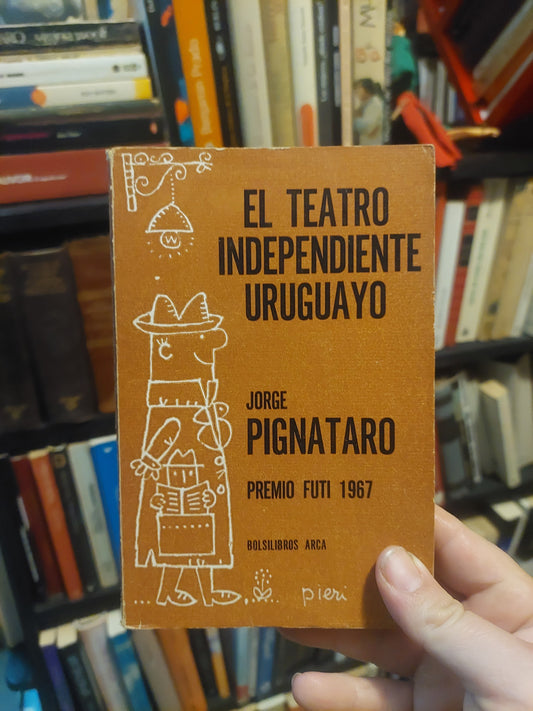 EL TEATRO
INDEPENDIENTE
URUGUAYO
JORGE
PIGNATARO
PREMIO FUTI 1967
BOLSILIBROS ARCA
pieri
W